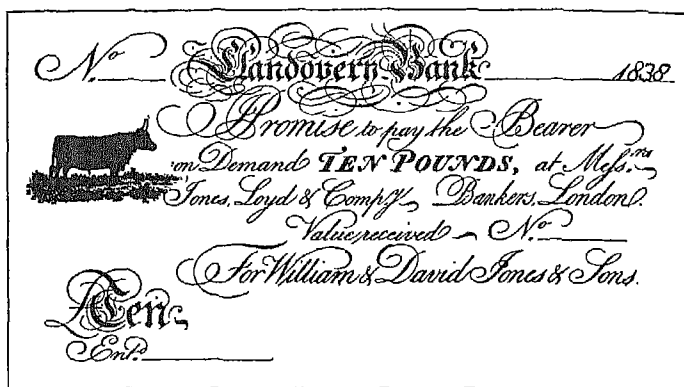 No. Llandovery Bank 1838
I Promise to pay the Bearer
on Demand TEN POUNDS, at Messrs.
Jones, Loyd & Compy. Bankers, London.
Value received No.
For William & David Jones & Sons.
£Ten
Entd.